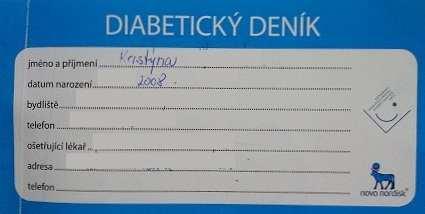 DIABETICKÝ DENÍK
jméno a příjmení Kristýna
datum narození 2008
bydliště
telefon
ošetřující lékař
adresa
telefon
novo nordisk®